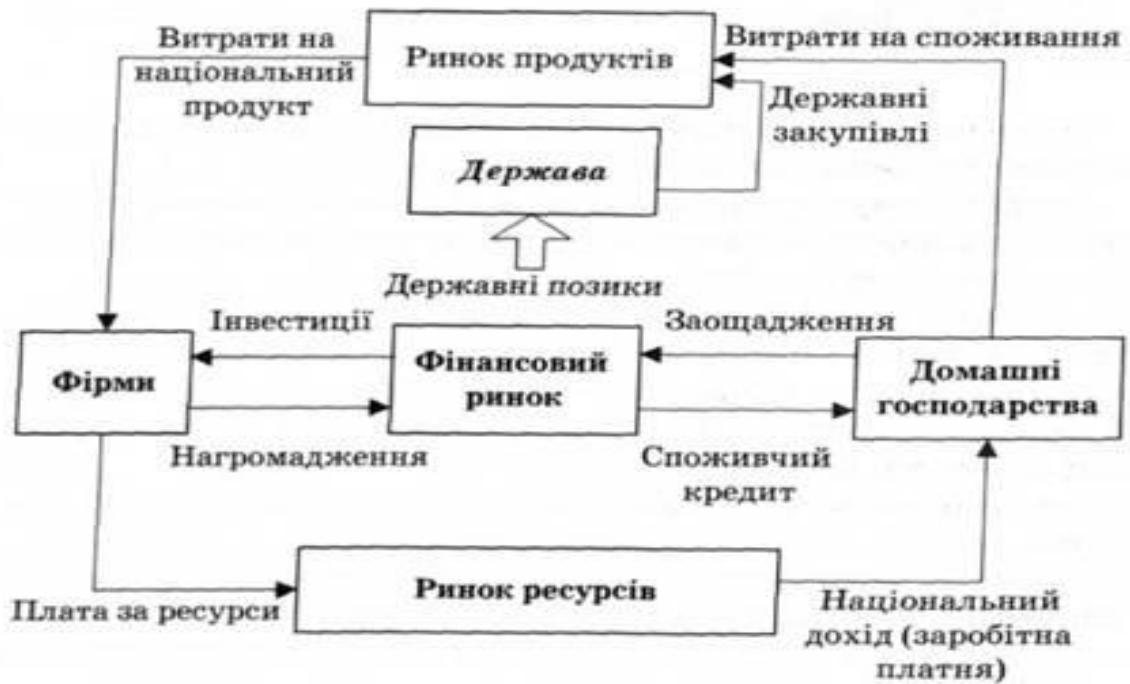 Витрати на
національний
продукт
Ринок продуктів
Витрати на споживання
Державні
закупівлі
Держава
Державні позики
Інвестиції
Заощадження
Фірми
Фінансовий
ринок
Домашні
господарства
Нагромадження
Споживчий
кредит
Плата за ресурси
Ринок ресурсів
Національний
дохід (заробітна
платня)